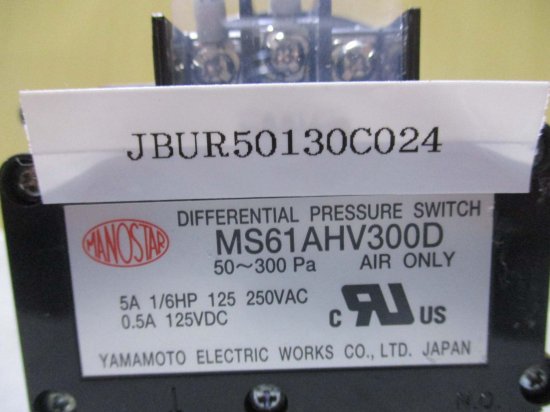 JBUR50130C024
MANOSTAR
DIFFERENTIAL PRESSURE SWITCH
MS61AHV300D
50～300 Pa AIR ONLY
5A 1/6HP 125 250VAC
0.5A 125VDC
C RU US
YAMAMOTO ELECTRIC WORKS CO.,LTD. JAPAN
N.O.